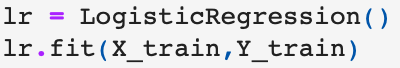 lr = LogisticRegression()
lr.fit(X_train,Y_train)